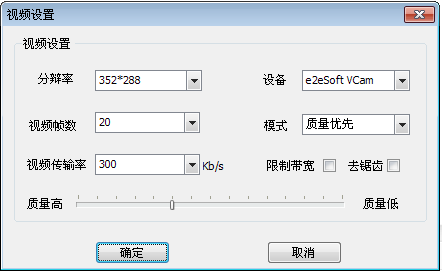 视频设置
视频设置
分辩率 352*288 设备 e2eSoft VCam
视频帧数 20 模式 质量优先
视频传输率 300 Kb/s 限制带宽 去锯齿
质量高 质量低
确定 取消